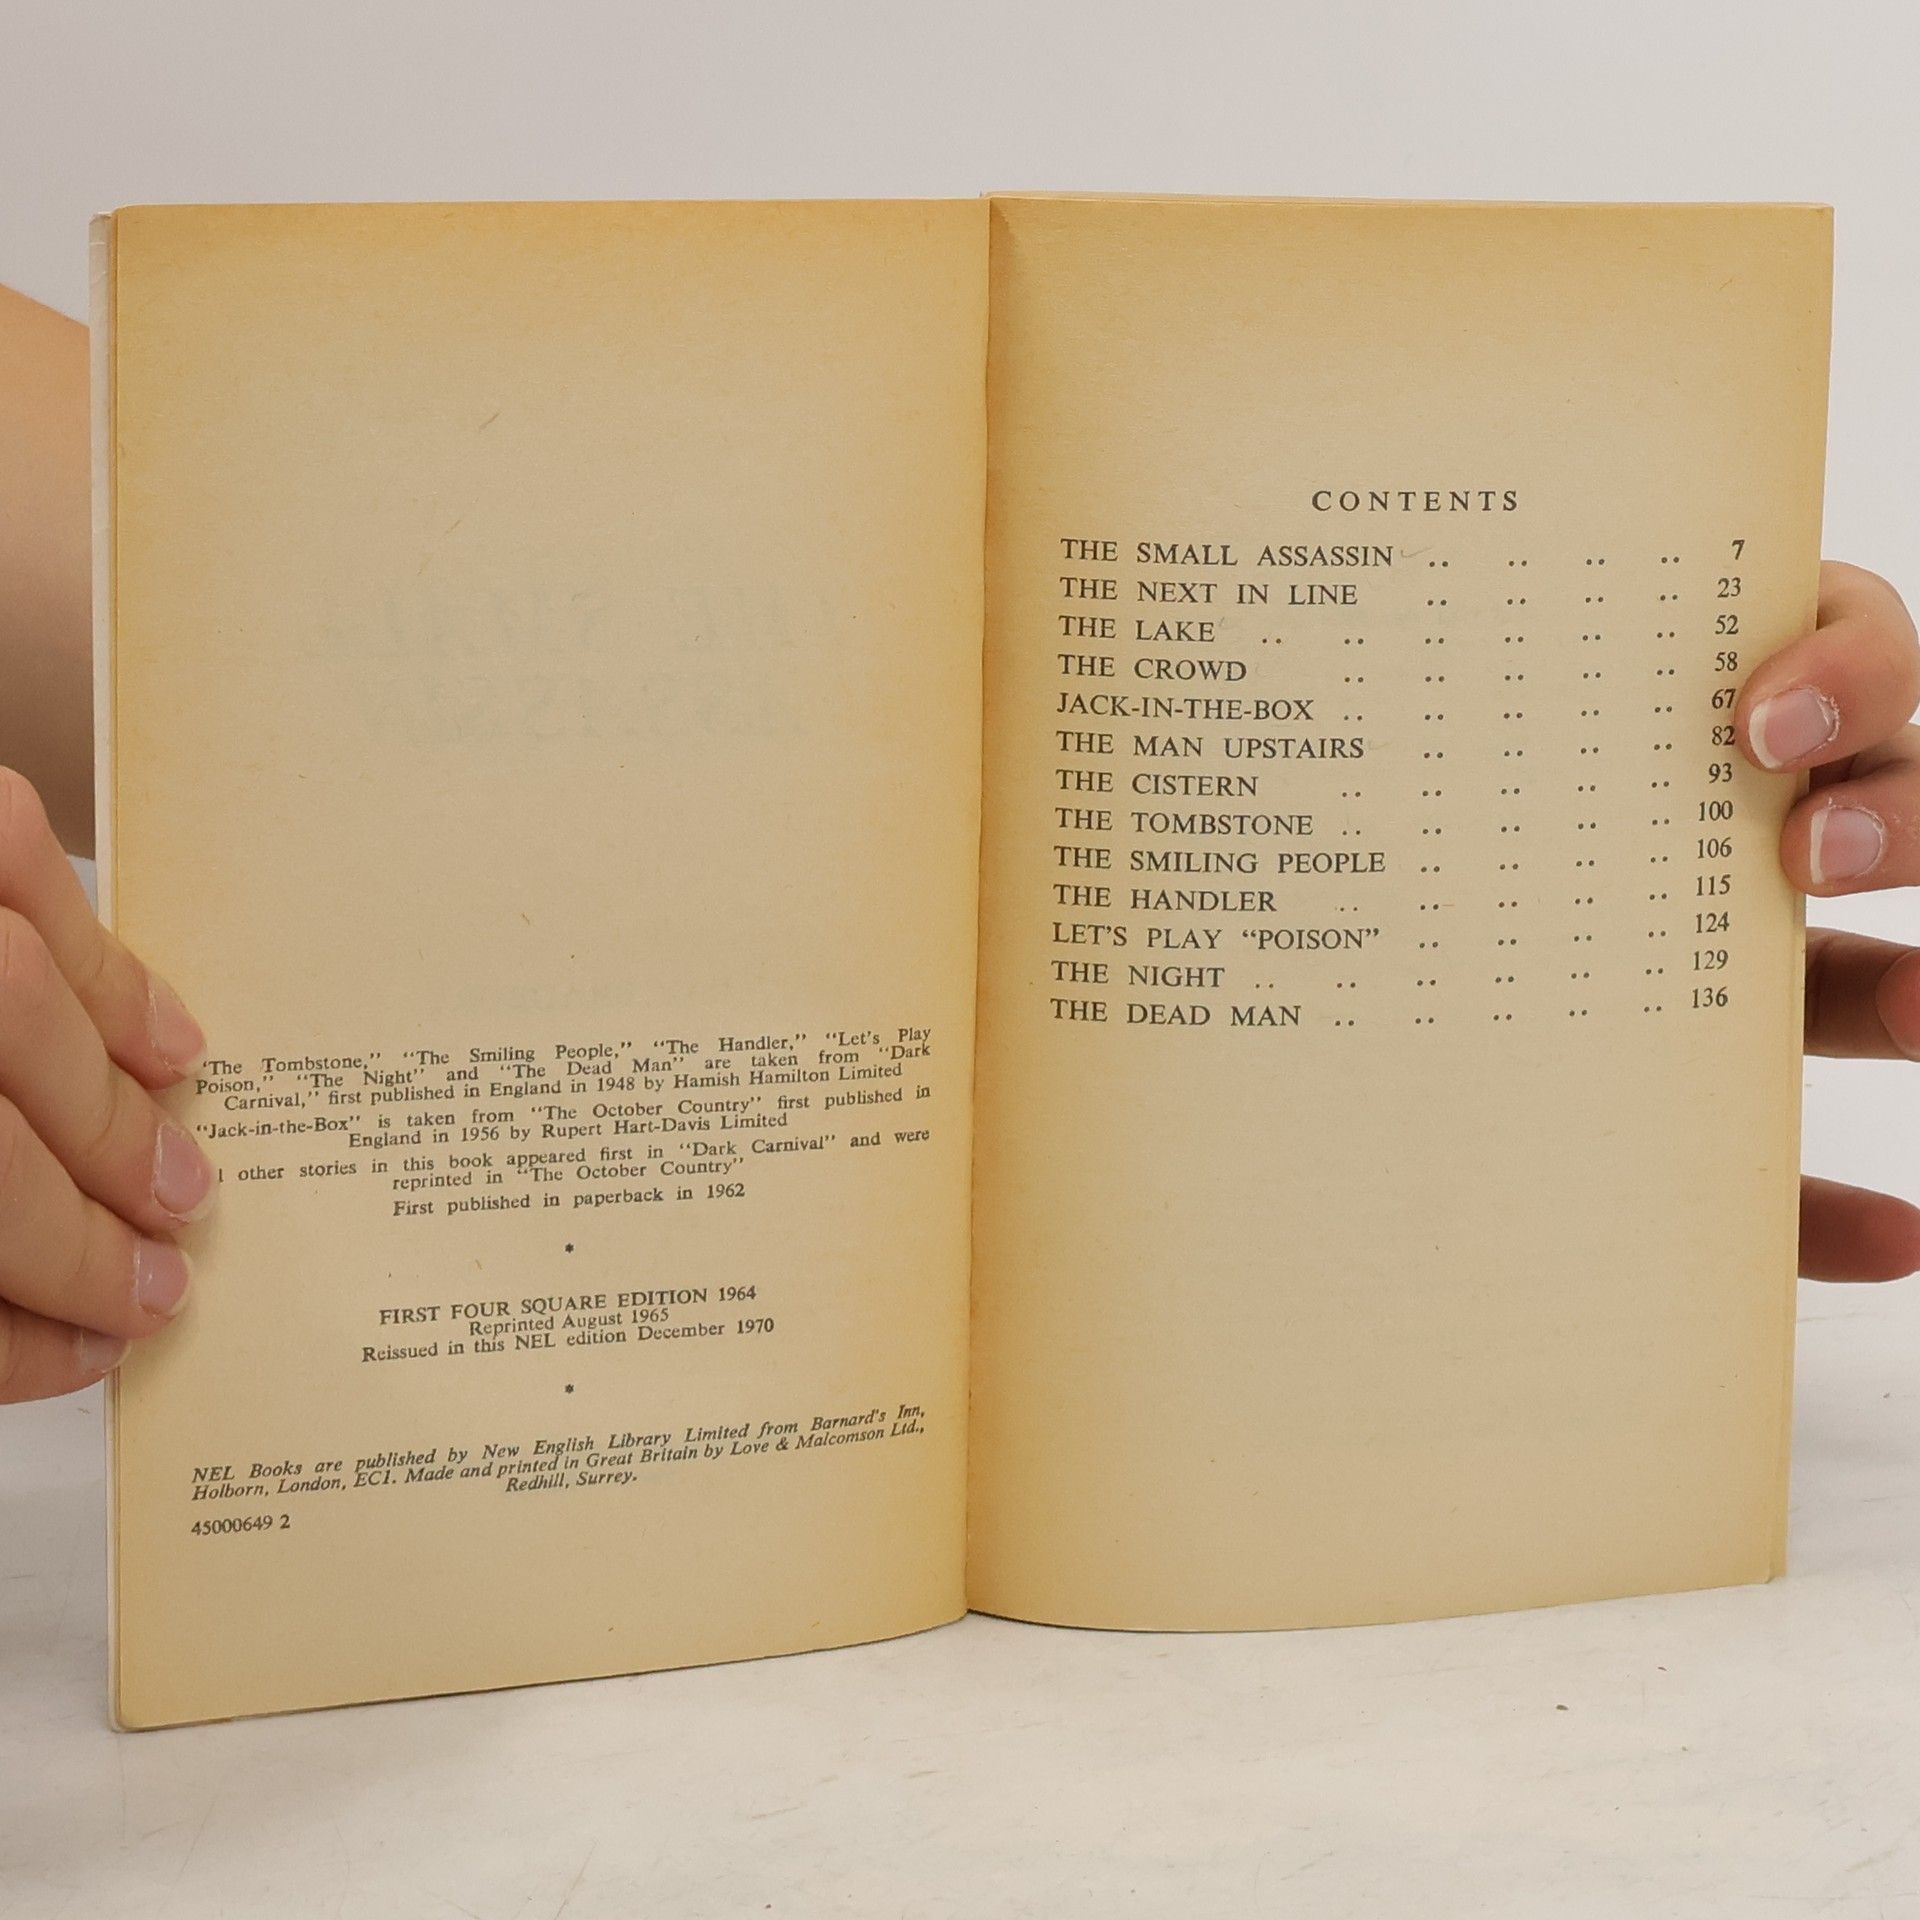 'The Tombstone," "The Smiling People," "The Handler," "Let's Play
Poison," "The Night" and "The Dead Man" are taken from "Dark
Carnival," first published in England in 1948 by Hamish Hamilton Limited
"Jack-in-the-Box" is taken from "The October Country" first published in
England in 1956 by Rupert Hart-Davis Limited
l other stories in this book appeared first in "Dark Carnival" and were
reprinted in "The October Country"
First published in paperback in 1962
*
FIRST FOUR SQUARE EDITION 1964
Reprinted August 1965
Reissued in this NEL edition December 1970
*
NEL Books are published by New English Library Limited from Barnard's Inn,
Holborn, London, EC1. Made and printed in Great Britain by Love & Malcomson Ltd.,
Redhill, Surrey.
45000649 2
CONTENTS
THE SMALL ASSASSIN .. .. .. .. 7
THE NEXT IN LINE .. .. .. .. 23
THE LAKE .. .. .. .. .. .. 52
THE CROWD .. .. .. .. .. 58
JACK-IN-THE-BOX .. .. .. .. .. 67
THE MAN UPSTAIRS .. .. .. .. 82
THE CISTERN .. .. .. .. .. 93
THE TOMBSTONE .. .. .. .. .. 100
THE SMILING PEOPLE .. .. .. .. 106
THE HANDLER .. .. .. .. .. 115
LET'S PLAY "POISON" .. .. .. .. 124
THE NIGHT .. .. .. .. .. .. 129
THE DEAD MAN .. .. .. .. .. 136